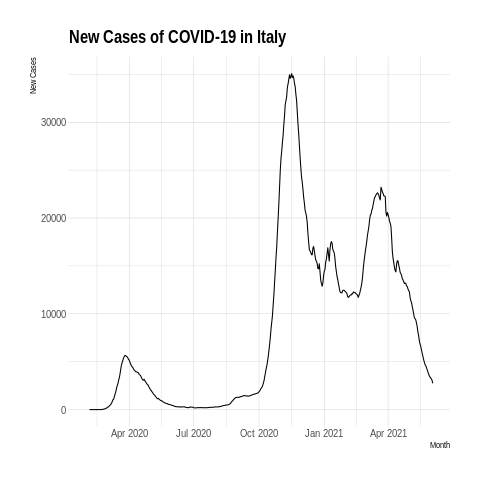 New Cases of COVID-19 in Italy
New Cases
30000
20000
10000
0
Apr 2020 Jul 2020 Oct 2020 Jan 2021 Apr 2021
Month